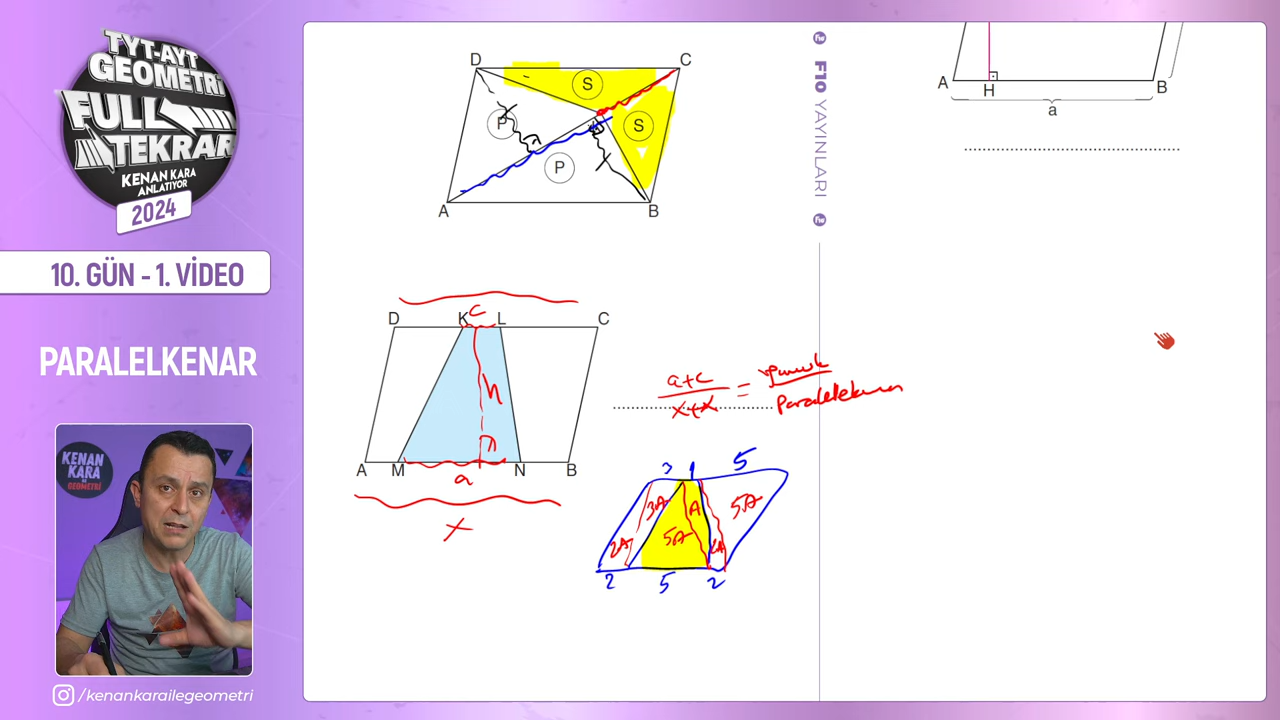 TYT-AYT
GEOMETRİ
FULL
TEKRAR
KENAN KARA
ANLATIYOR
2024
10. GÜN - 1. VİDEO
PARALELKENAR
KENAN
KARA
/kenankarailegeometri
D C
S
P S
P
A B
F10 YAYINLARI
A H B
a
D K c L C
h
A M N B
a
x
a+c
x+x
=
Paralelkenar
3 1 5
3A A 5A
2A 5A 2A
2 5 2